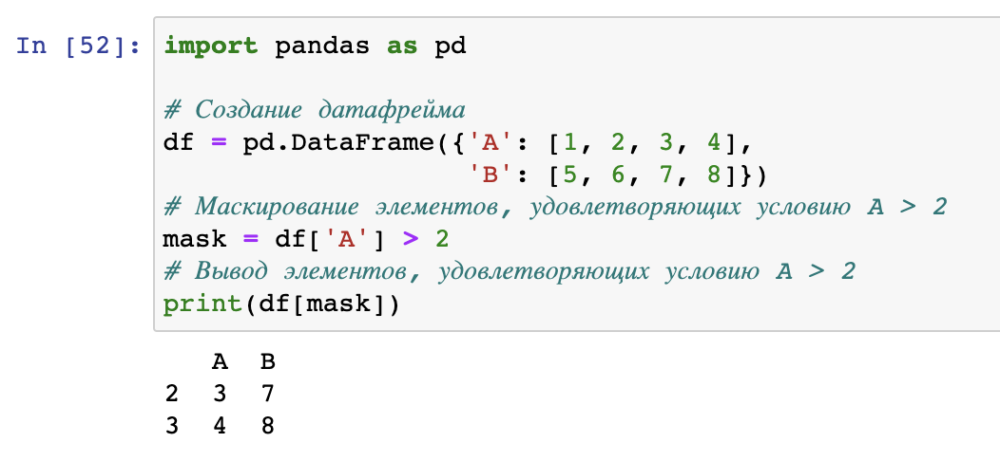 In [52]: import pandas as pd
# Создание датафрейма
df = pd.DataFrame({'A': [1, 2, 3, 4],
                   'B': [5, 6, 7, 8]})
# Маскирование элементов, удовлетворяющих условию A > 2
mask = df['A'] > 2
# Вывод элементов, удовлетворяющих условию A > 2
print(df[mask])
   A  B
2  3  7
3  4  8